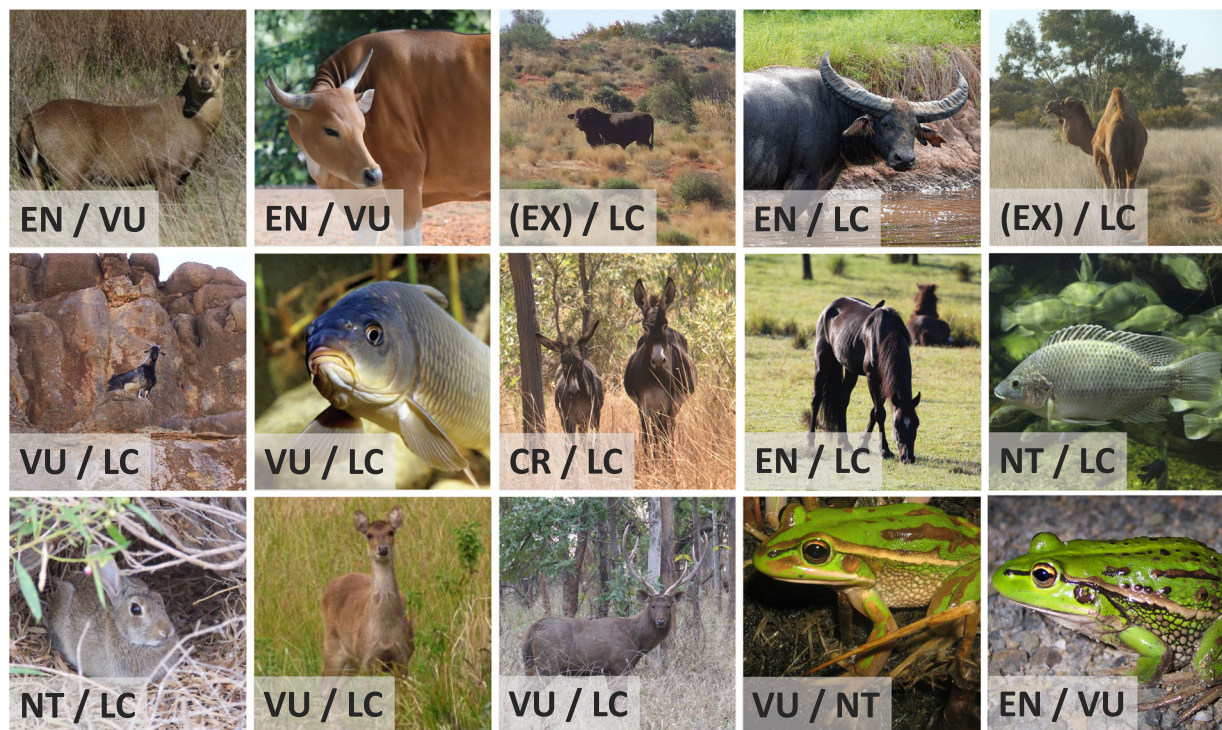 EN / VU
EN / VU
(EX) / LC
EN / LC
(EX) / LC
VU / LC
VU / LC
CR / LC
EN / LC
NT / LC
NT / LC
VU / LC
VU / LC
VU / NT
EN / VU